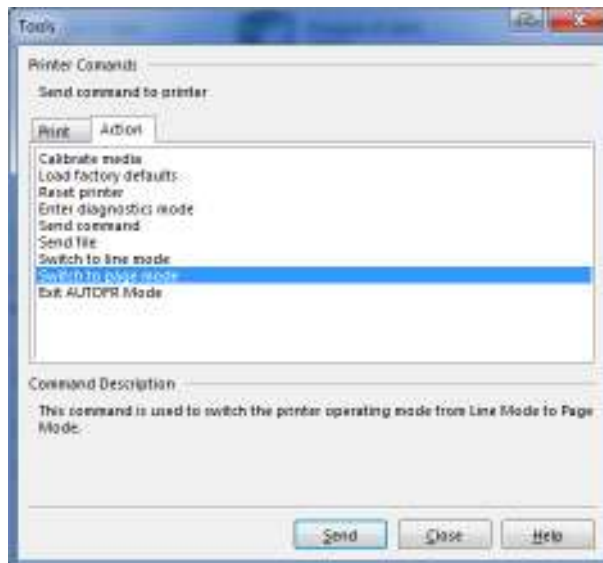 Tools
Printer Comands
Send command to printer
Print
Action
Calibrate media
Load factory defaults
Reset printer
Enter diagnostics mode
Send command
Send file
Switch to line mode
Switch to page mode
Exit AUTOPR Mode
Command Description
This command is used to switch the printer operating mode from Line Mode to Page
Mode.
Send
Close
Help